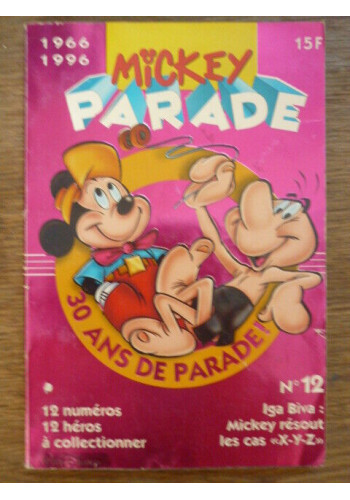 1966
1996
15F
MiCKEY
PARADE
30 ANS DE PARADE!
N°12
12 numéros
12 héros
à collectionner
Iga Biva :
Mickey résout
les cas «X-Y-Z»